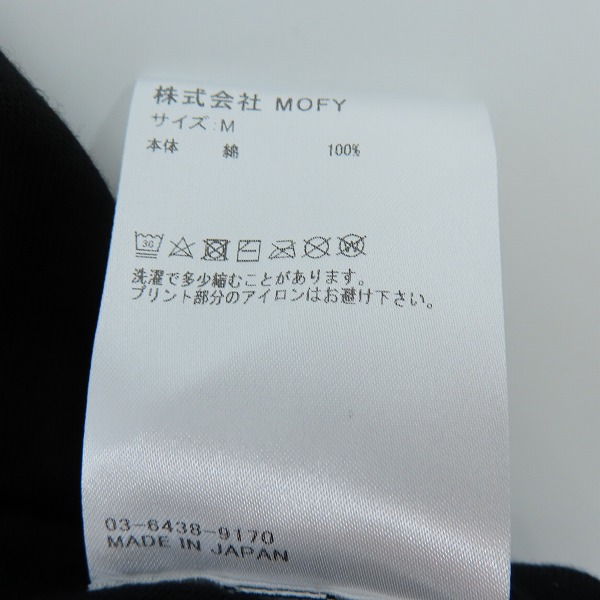 株式会社 MOFY
サイズ:M
本体 綿 100%
30
洗濯で多少縮むことがあります。
プリント部分のアイロンはお避け下さい。
03-6438-9170
MADE IN JAPAN